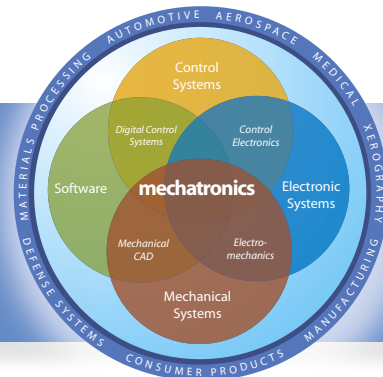 MATERIALS PROCESSING AUTOMOTIVE AEROSPACE MEDICAL XEROGRAPHY
Control
Systems
Digital Control
Systems
Control
Electronics
Software
mechatronics
Electronic
Systems
Mechanical
CAD
Electro-
mechanics
Mechanical
Systems
DEFENSE SYSTEMS CONSUMER PRODUCTS MANUFACTURING